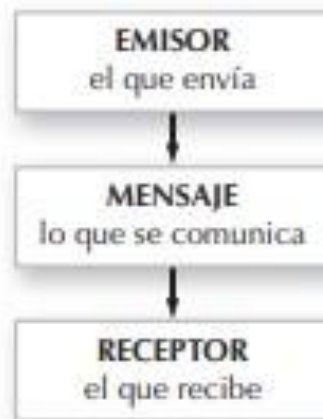 EMISOR
el que envía
MENSAJE
lo que se comunica
RECEPTOR
el que recibe